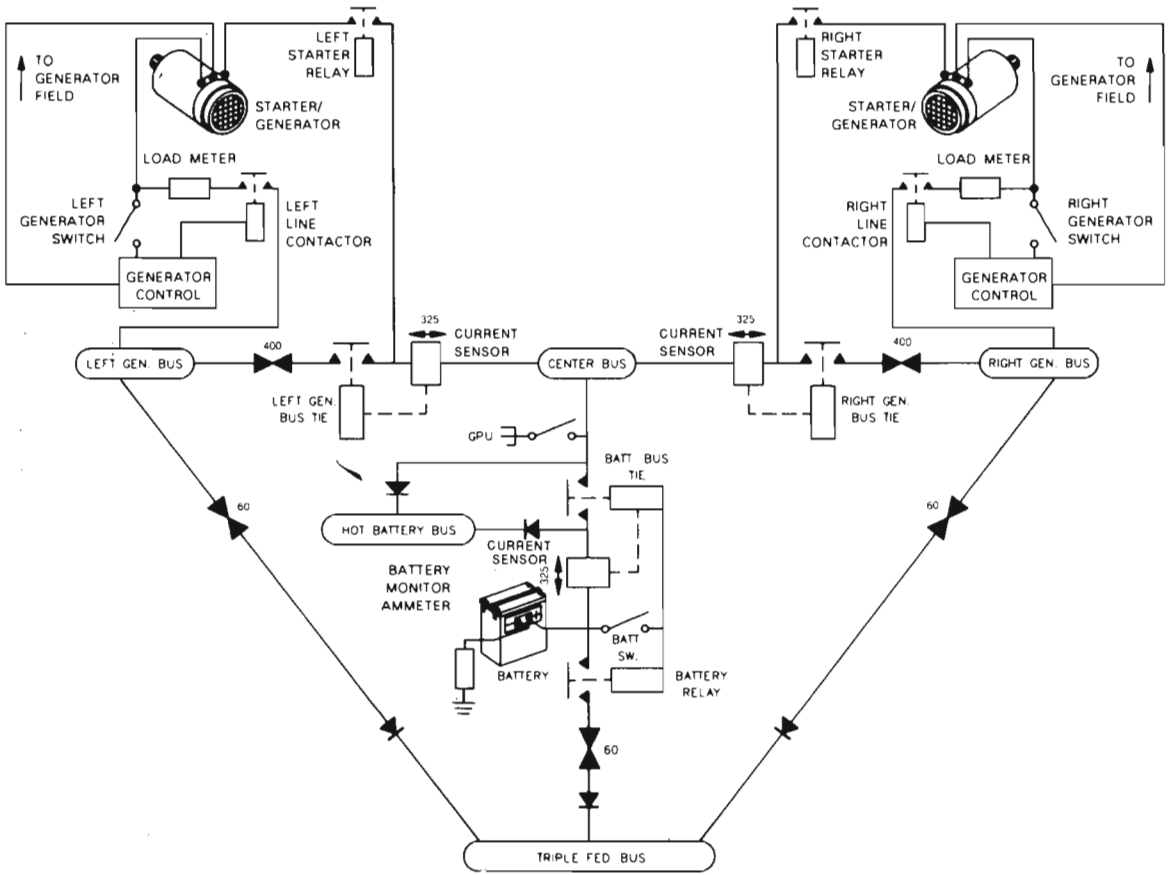 TO
GENERATOR
FIELD
LEFT
STARTER
RELAY
STARTER/
GENERATOR
RIGHT
STARTER
RELAY
STARTER/
GENERATOR
TO
GENERATOR
FIELD
LOAD METER
LEFT
GENERATOR
SWITCH
LEFT
LINE
CONTACTOR
GENERATOR
CONTROL
LOAD METER
RIGHT
LINE
CONTACTOR
RIGHT
GENERATOR
SWITCH
GENERATOR
CONTROL
LEFT GEN. BUS
400
325
CURRENT
SENSOR
LEFT GEN.
BUS TIE
CENTER BUS
CURRENT
SENSOR
325
400
RIGHT GEN. BUS
RIGHT GEN.
BUS TIE
GPU
BATT BUS
TIE
60
60
HOT BATTERY BUS
CURRENT
SENSOR
325
BATTERY
MONITOR
AMMETER
BATTERY
BATT
SW.
BATTERY
RELAY
60
TRIPLE FED BUS